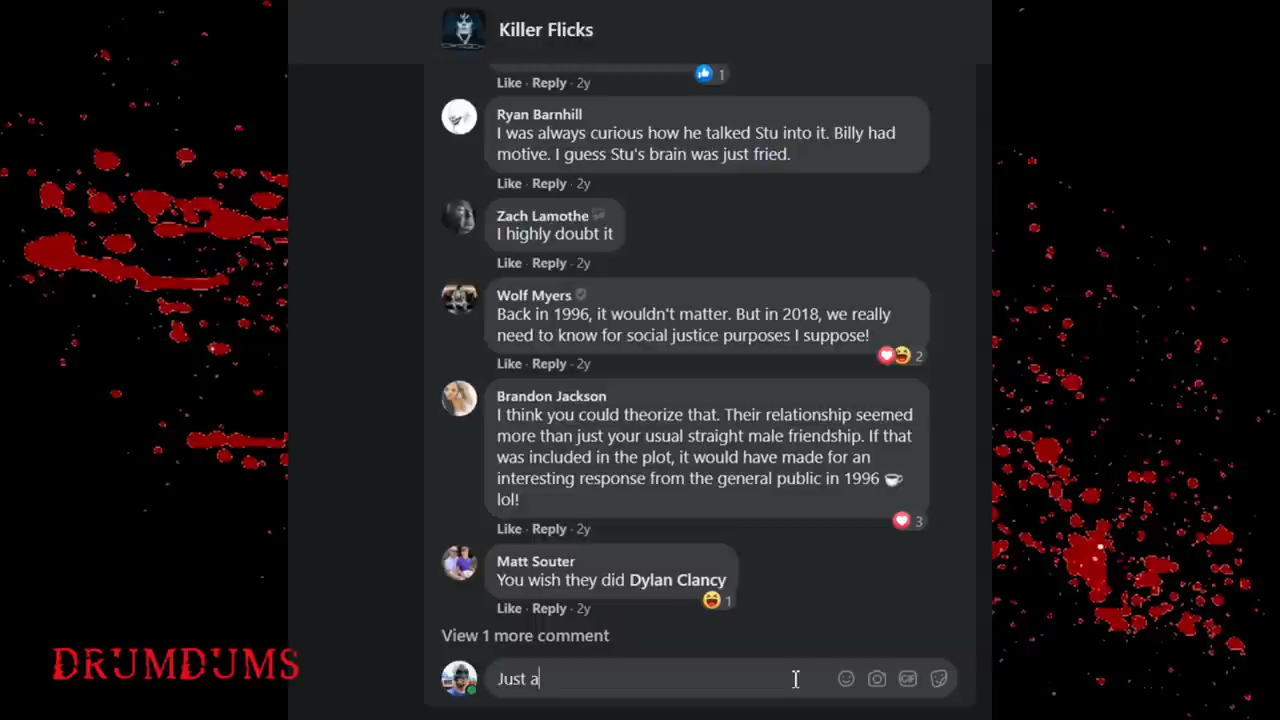 Killer Flicks
1
Like · Reply · 2y
Ryan Barnhill
I was always curious how he talked Stu into it. Billy had
motive. I guess Stu's brain was just fried.
Like · Reply · 2y
Zach Lamothe
I highly doubt it
Like · Reply · 2y
Wolf Myers
Back in 1996, it wouldn't matter. But in 2018, we really
need to know for social justice purposes I suppose!
2
Like · Reply · 2y
Brandon Jackson
I think you could theorize that. Their relationship seemed
more than just your usual straight male friendship. If that
was included in the plot, it would have made for an
interesting response from the general public in 1996 ☕
lol!
3
Like · Reply · 2y
Matt Souter
You wish they did Dylan Clancy
1
Like · Reply · 2y
View 1 more comment
Just a
GIF
DRUMDUMS